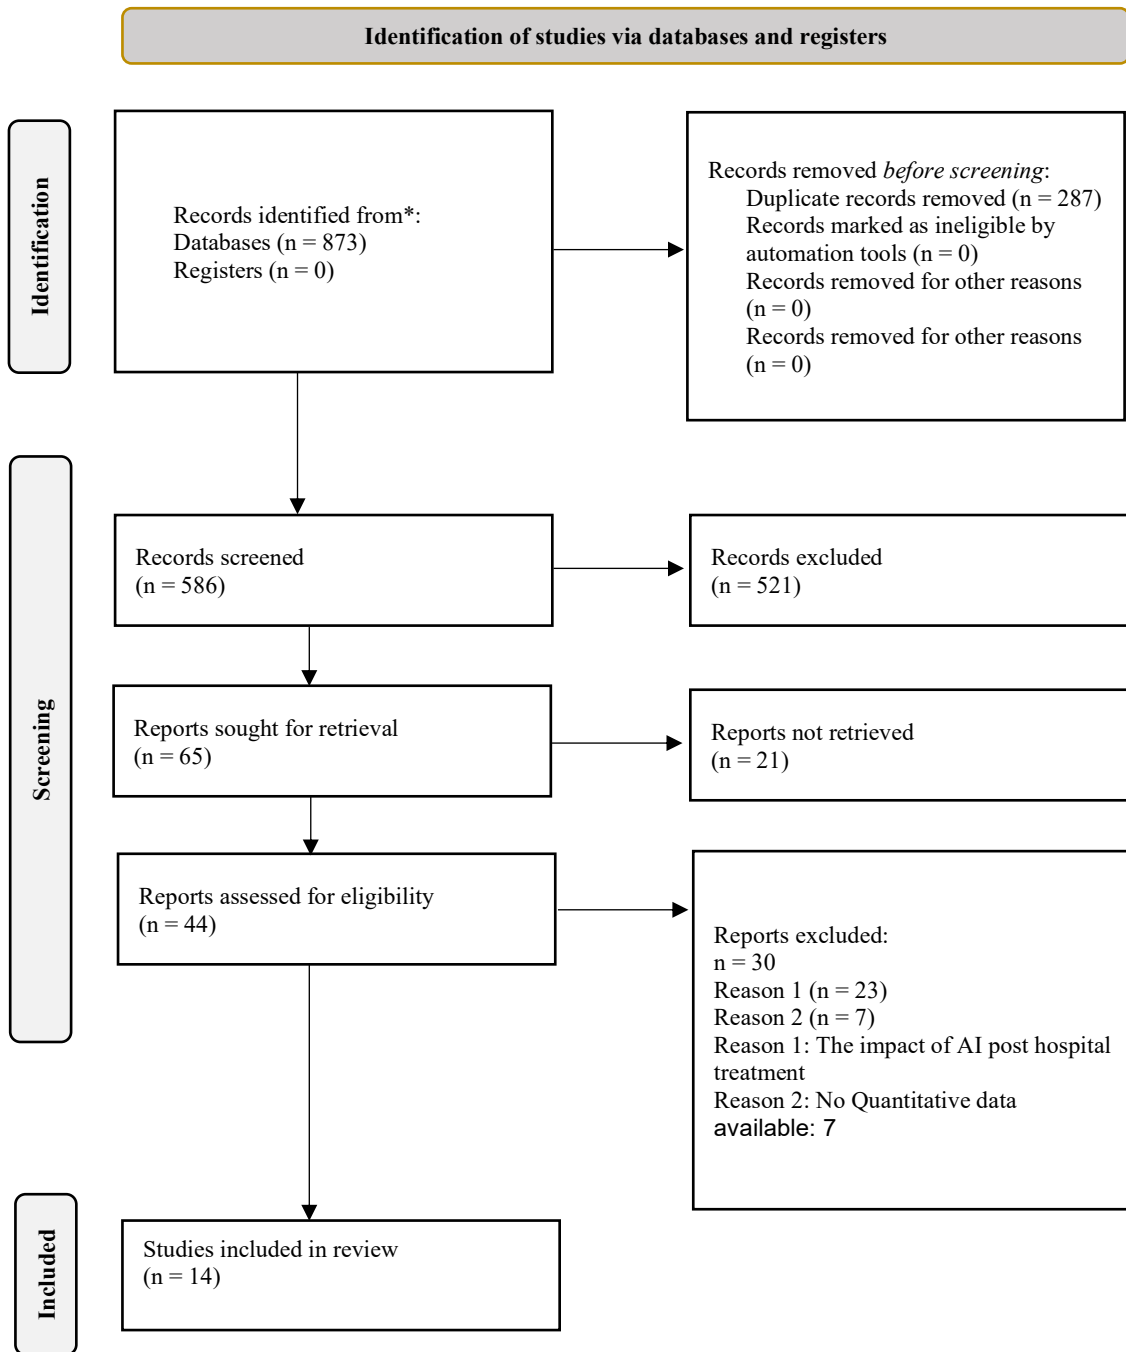 Identification of studies via databases and registers
Identification
Records identified from*:
Databases (n = 873)
Registers (n = 0)
Records removed before screening:
Duplicate records removed (n = 287)
Records marked as ineligible by
automation tools (n = 0)
Records removed for other reasons
(n = 0)
Records removed for other reasons
(n = 0)
Screening
Records screened
(n = 586)
Records excluded
(n = 521)
Reports sought for retrieval
(n = 65)
Reports not retrieved
(n = 21)
Reports assessed for eligibility
(n = 44)
Reports excluded:
n = 30
Reason 1 (n = 23)
Reason 2 (n = 7)
Reason 1: The impact of AI post hospital
treatment
Reason 2: No Quantitative data
available: 7
Included
Studies included in review
(n = 14)